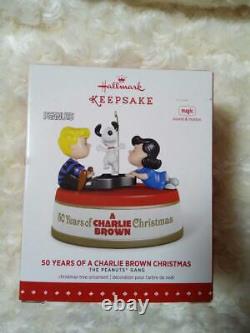 Hallmark
KEEPSAKE
PEANUTS
magic
sound & motion
50 Years of A CHARLIE BROWN Christmas
50 YEARS OF A CHARLIE BROWN CHRISTMAS
THE PEANUTS® GANG
christmas tree ornament | décoration pour l'arbre de noël